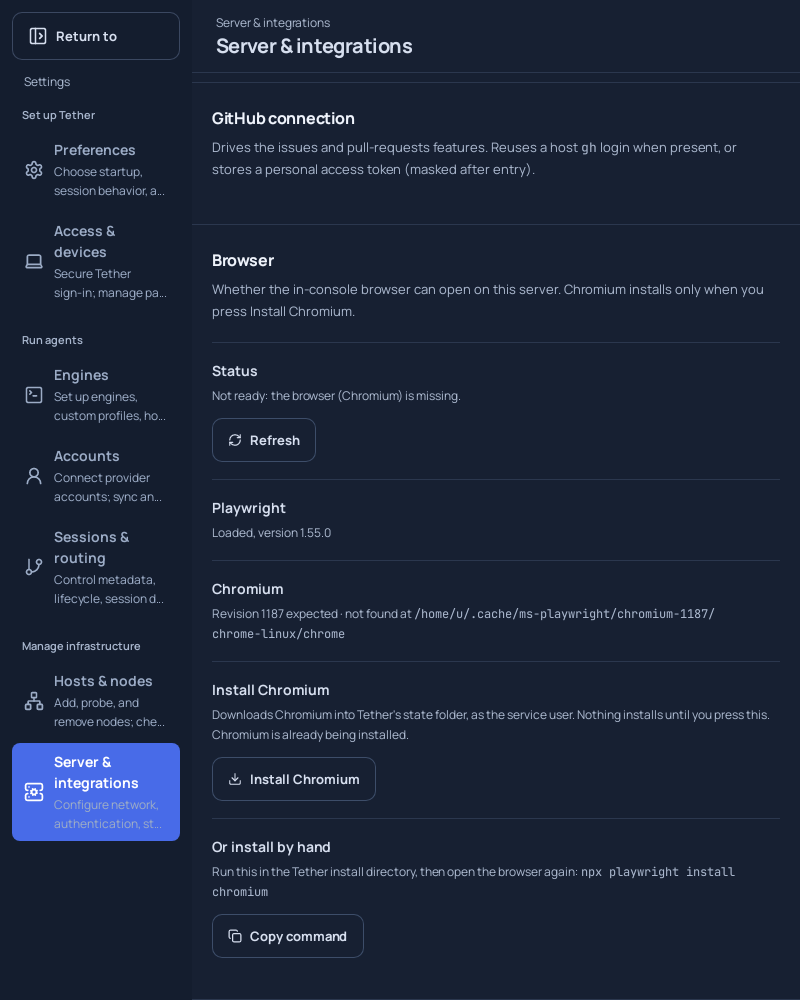 Return to
Settings
Set up Tether
Preferences
Choose startup,
session behavior, a...
Access &
devices
Secure Tether
sign-in; manage pa...
Run agents
Engines
Set up engines,
custom profiles, ho...
Accounts
Connect provider
accounts; sync an...
Sessions &
routing
Control metadata,
lifecycle, session d...
Manage infrastructure
Hosts & nodes
Add, probe, and
remove nodes; che...
Server &
integrations
Configure network,
authentication, st...
Server & integrations
Server & integrations
GitHub connection
Drives the issues and pull-requests features. Reuses a host gh login when present, or
stores a personal access token (masked after entry).
Browser
Whether the in-console browser can open on this server. Chromium installs only when you
press Install Chromium.
Status
Not ready: the browser (Chromium) is missing.
Refresh
Playwright
Loaded, version 1.55.0
Chromium
Revision 1187 expected · not found at /home/u/.cache/ms-playwright/chromium-1187/
chrome-linux/chrome
Install Chromium
Downloads Chromium into Tether's state folder, as the service user. Nothing installs until you press this.
Chromium is already being installed.
Install Chromium
Or install by hand
Run this in the Tether install directory, then open the browser again: npx playwright install
chromium
Copy command